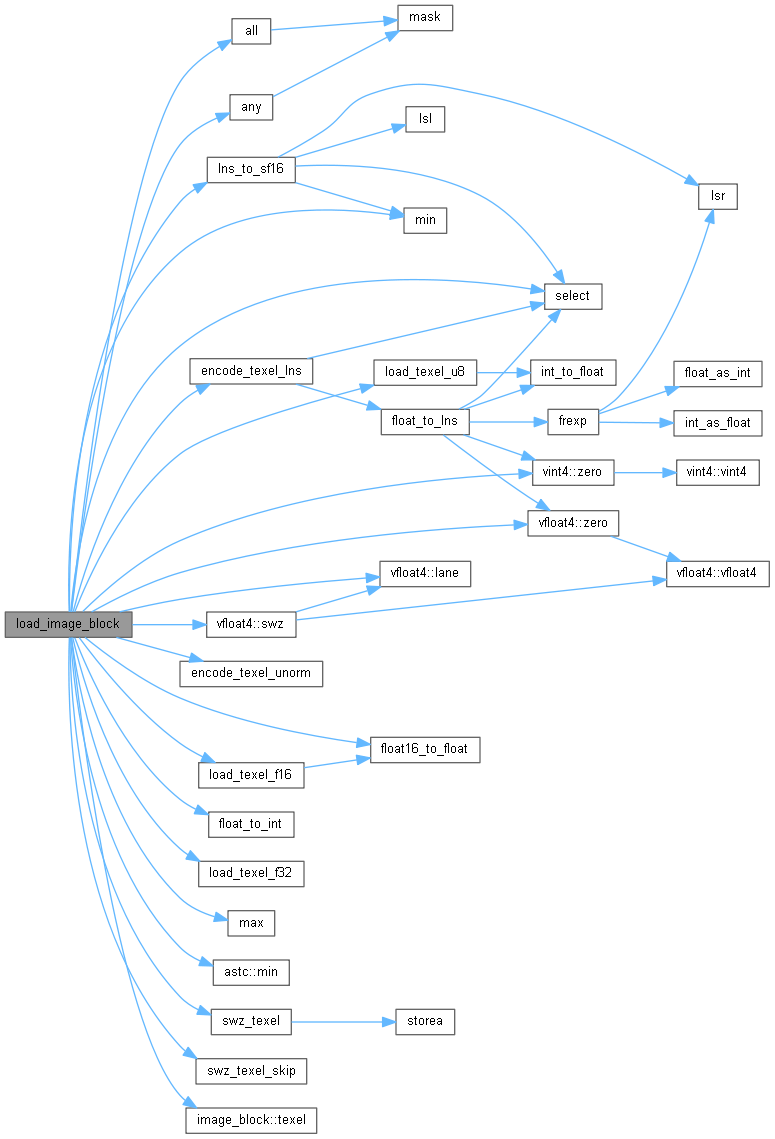 mask
all
any
lsl
lns_to_sf16
lsr
min
select
encode_texel_lns
load_texel_u8
int_to_float
float_as_int
float_to_lns
frexp
int_as_float
vint4::zero
vint4::vint4
vfloat4::zero
vfloat4::lane
vfloat4::vfloat4
load_image_block
vfloat4::swz
encode_texel_unorm
float16_to_float
load_texel_f16
float_to_int
load_texel_f32
max
astc::min
swz_texel
storea
swz_texel_skip
image_block::texel